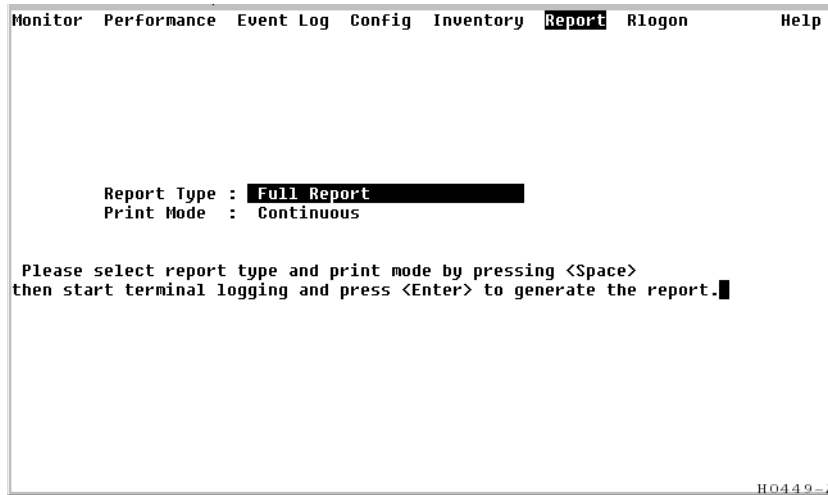 Monitor Performance Event Log Config Inventory Report Rlogon Help
Report Type : Full Report
Print Mode : Continuous
Please select report type and print mode by pressing <Space>
then start terminal logging and press <Enter> to generate the report.